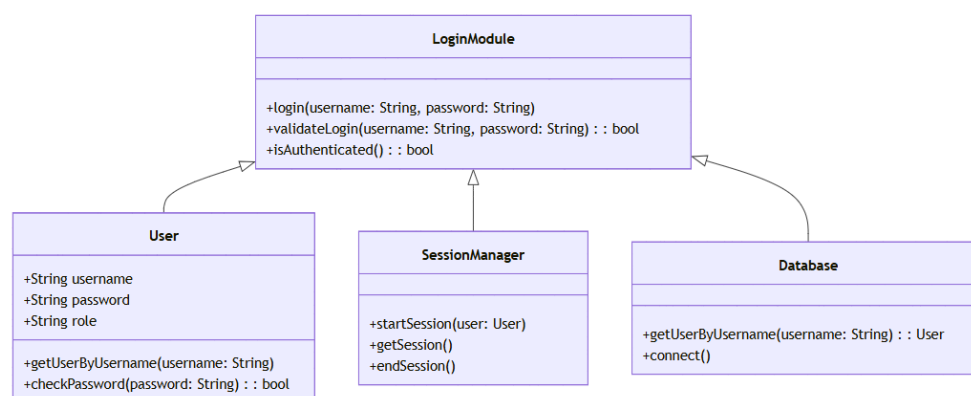 LoginModule
+login(username: String, password: String)
+validateLogin(username: String, password: String) : : bool
+isAuthenticated() : : bool
User
+String username
+String password
+String role
+getUserByUsername(username: String)
+checkPassword(password: String) : : bool
SessionManager
+startSession(user: User)
+getSession()
+endSession()
Database
+getUserByUsername(username: String) : : User
+connect()